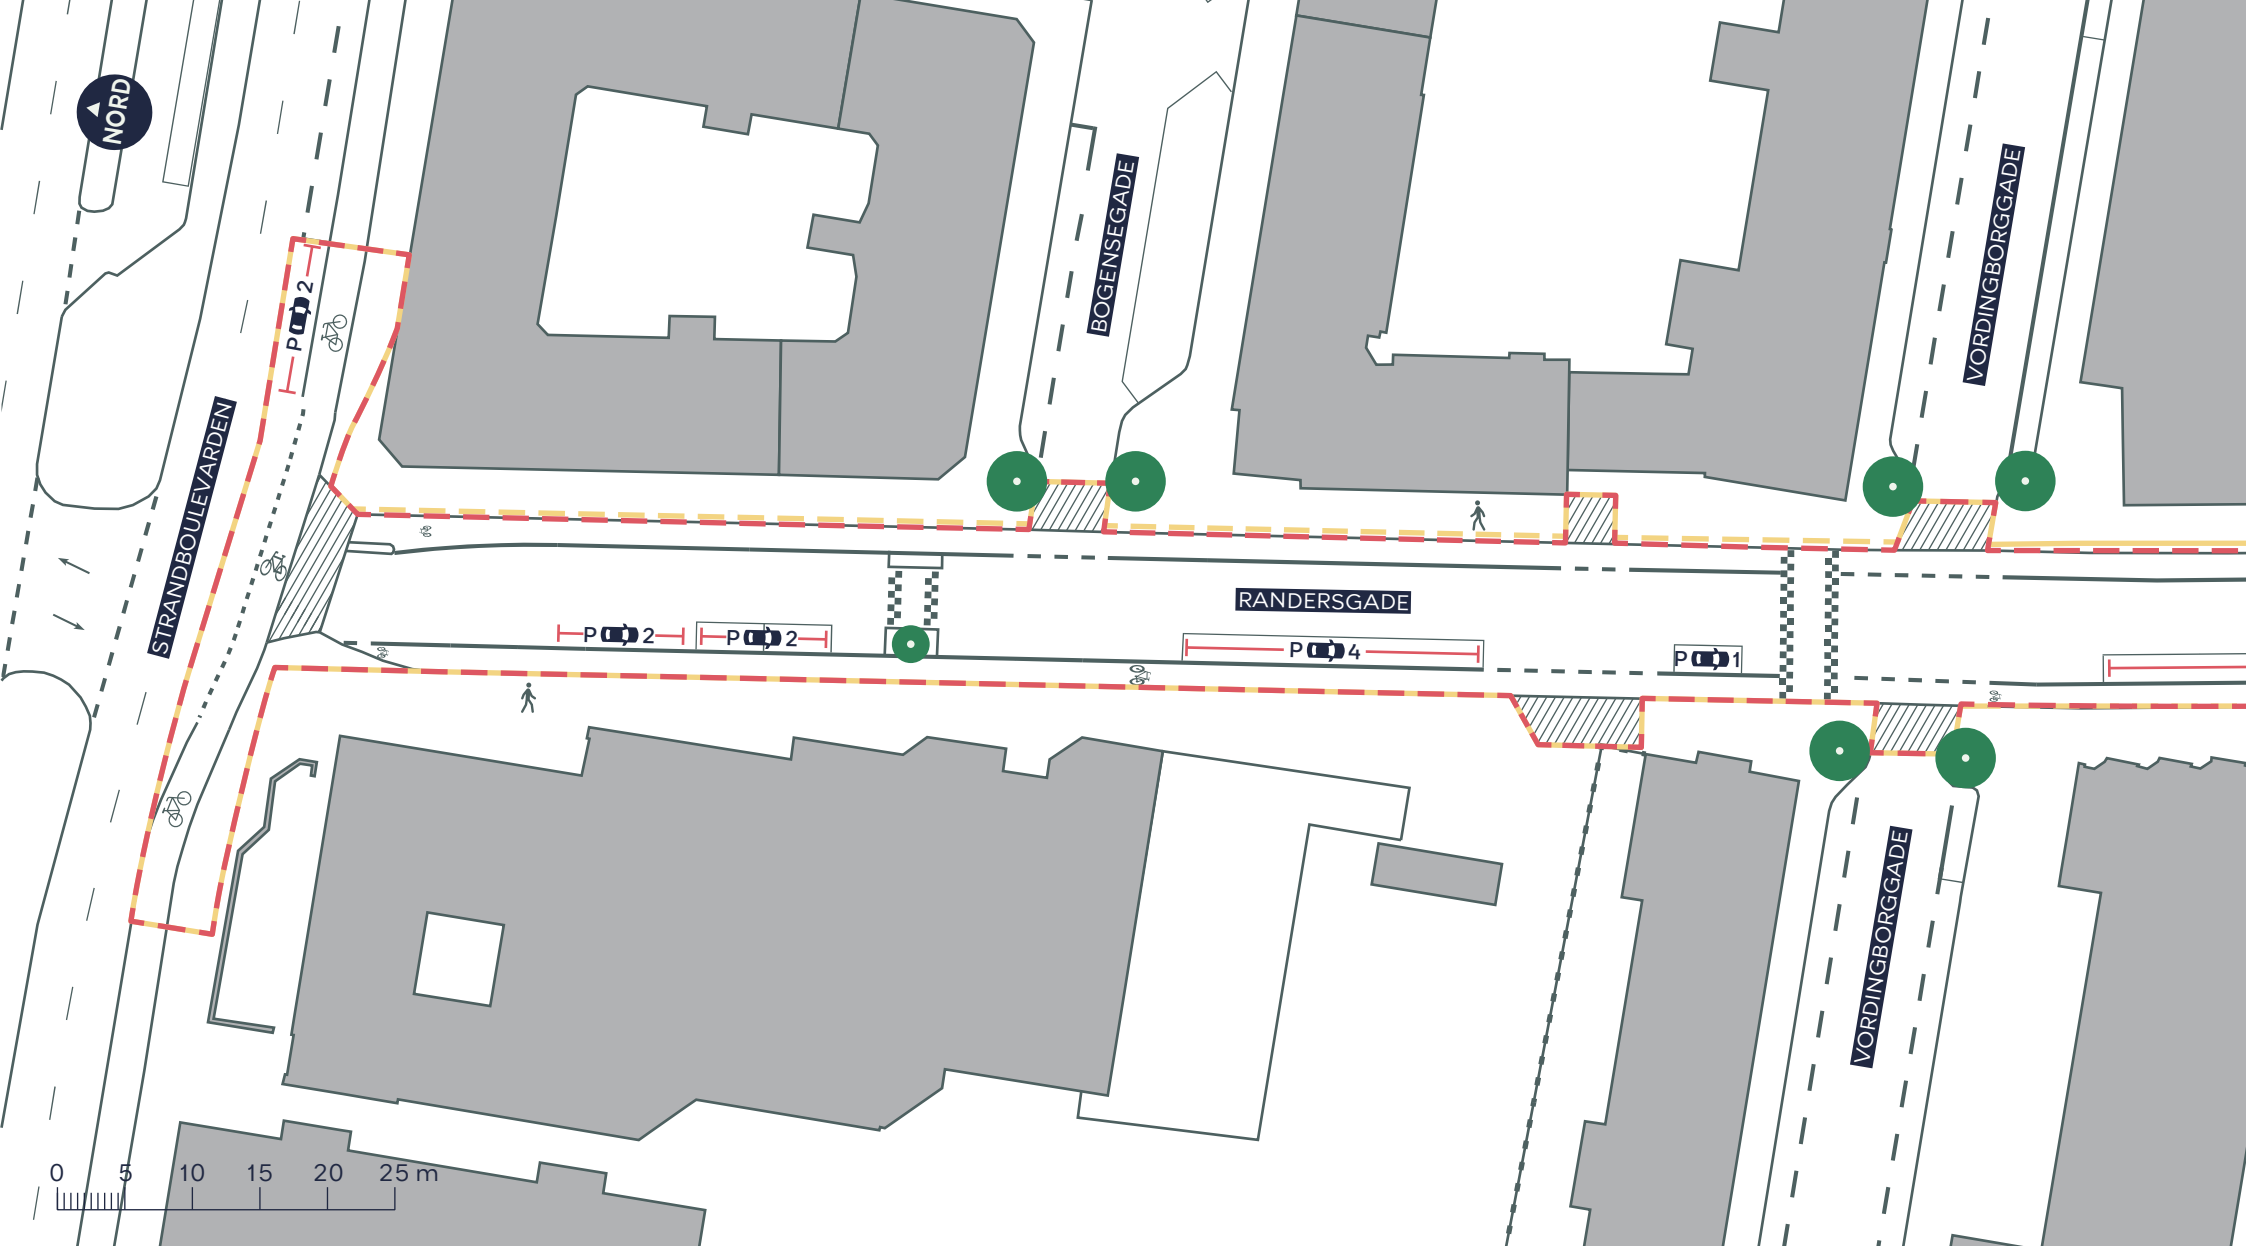 NORD
BOGENSEGADE
VORDINGBORGGADE
P 2
STRANDBOULEVARDEN
RANDERSGADE
P 2
P 2
P 4
P 1
VORDINGBORGGADE
0 5 10 15 20 25 m